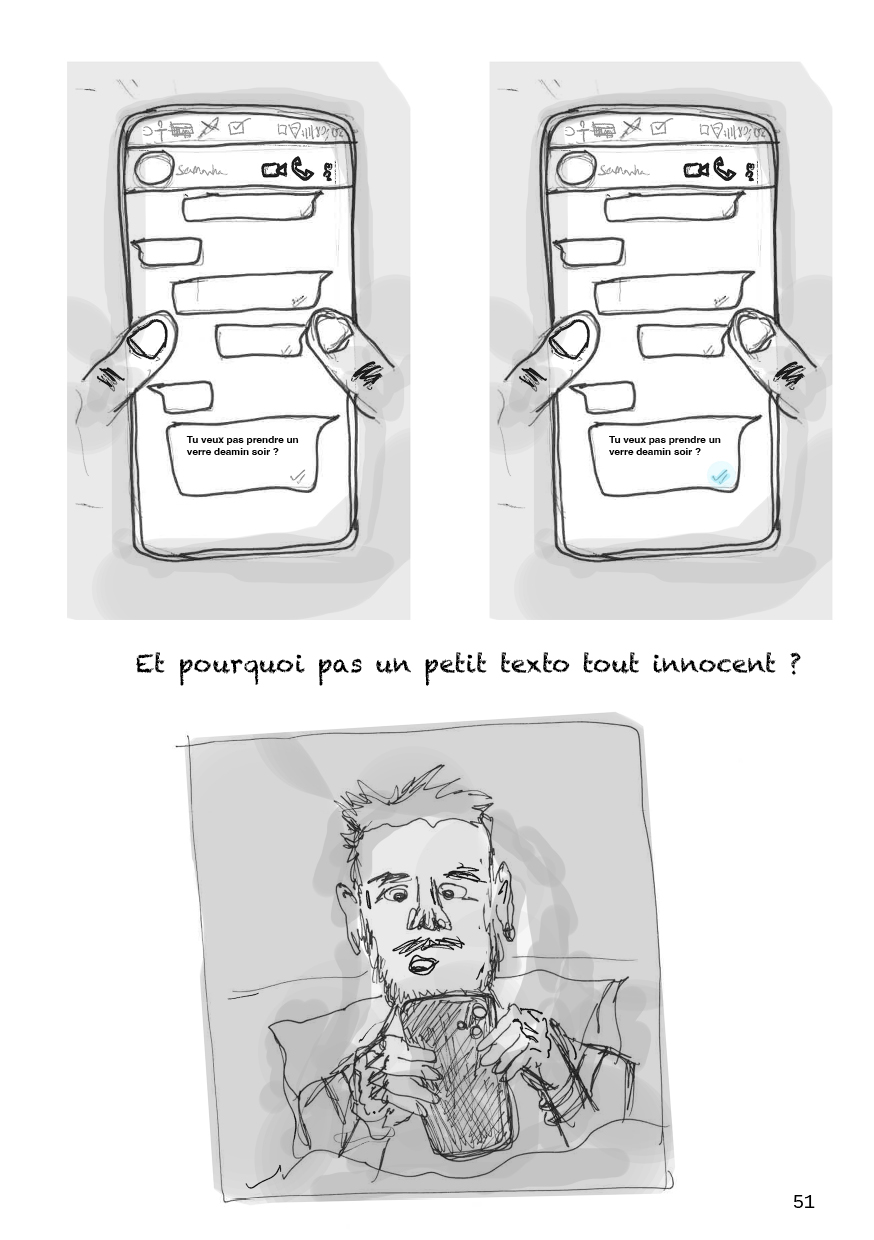 Tu veux pas prendre un
verre deamin soir ?
Tu veux pas prendre un
verre deamin soir ?
Et pourquoi pas un petit texto tout innocent ?
51